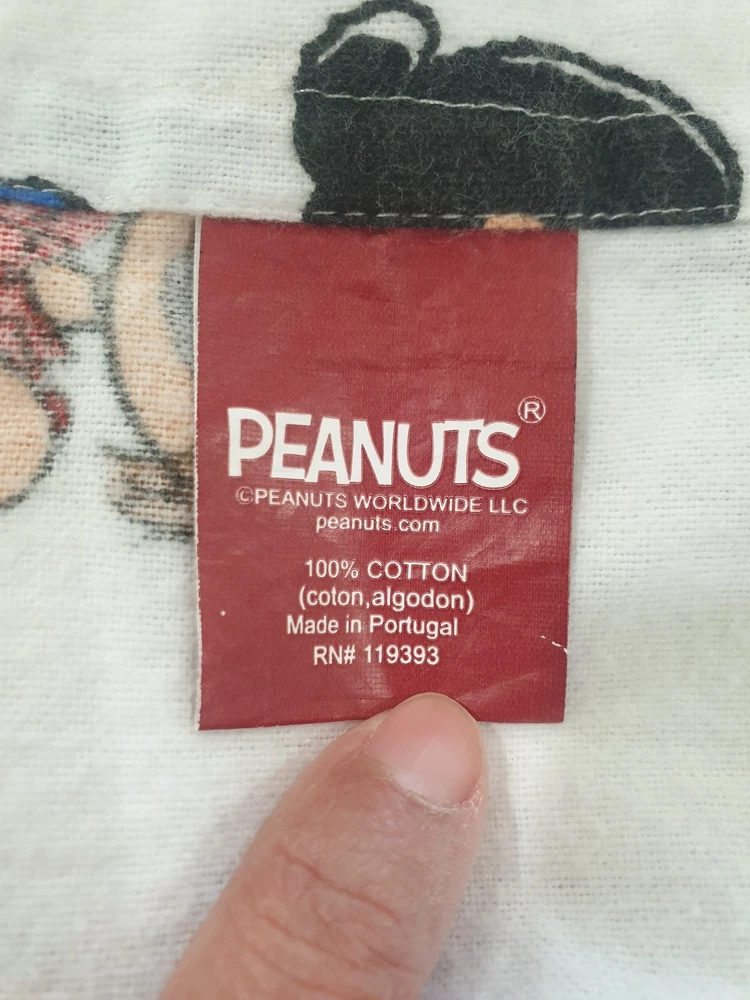 PEANUTS®
©PEANUTS WORLDWiDE LLC
peanuts.com
100% COTTON
(coton,algodon)
Made in Portugal
RN# 119393